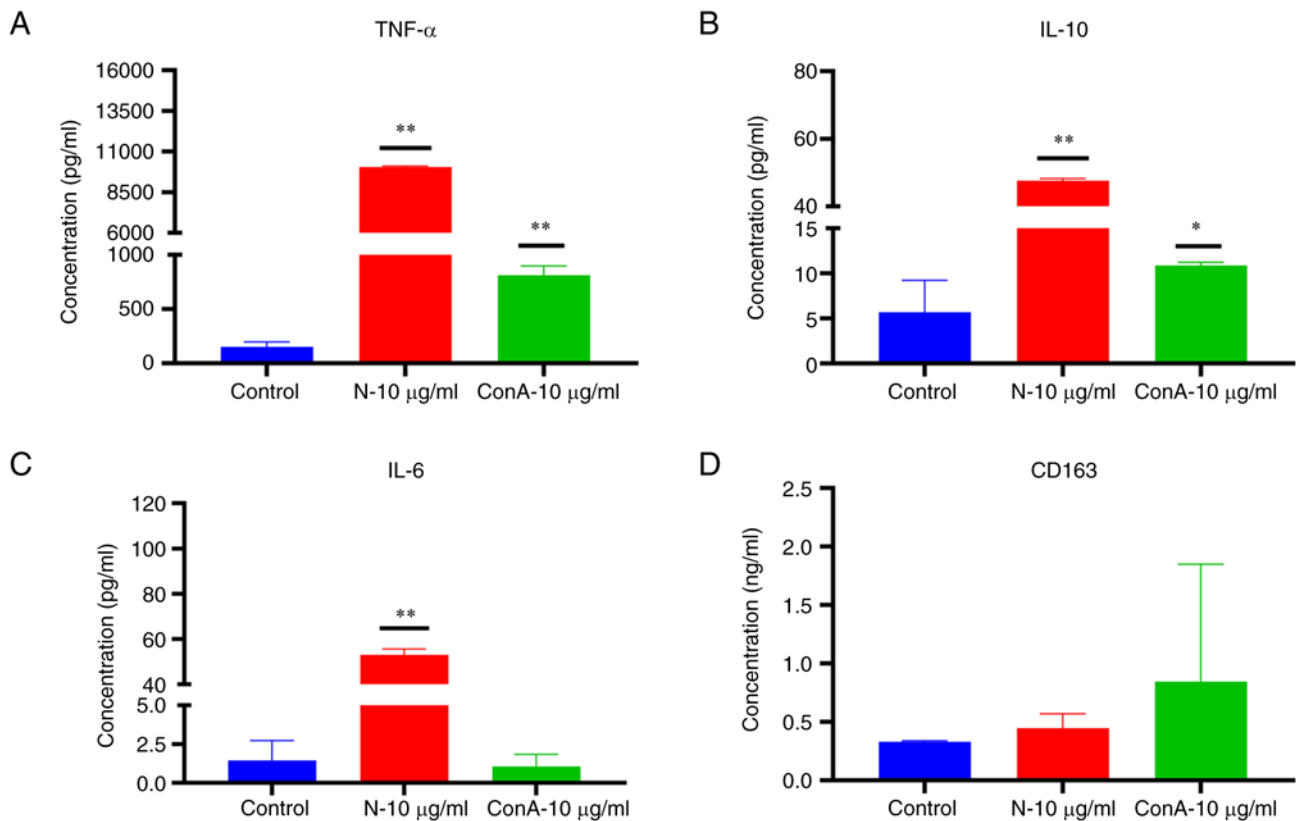 A
TNF-α
Concentration (pg/ml)
16000
13500
11000
8500
6000
1000
500
0
**
**
Control
N-10 μg/ml
ConA-10 μg/ml
B
IL-10
Concentration (pg/ml)
80
60
40
15
10
5
0
**
*
Control
N-10 μg/ml
ConA-10 μg/ml
C
IL-6
Concentration (pg/ml)
120
100
80
60
40
5.0
2.5
0.0
**
Control
N-10 μg/ml
ConA-10 μg/ml
D
CD163
Concentration (ng/ml)
2.5
2.0
1.5
1.0
0.5
0.0
Control
N-10 μg/ml
ConA-10 μg/ml